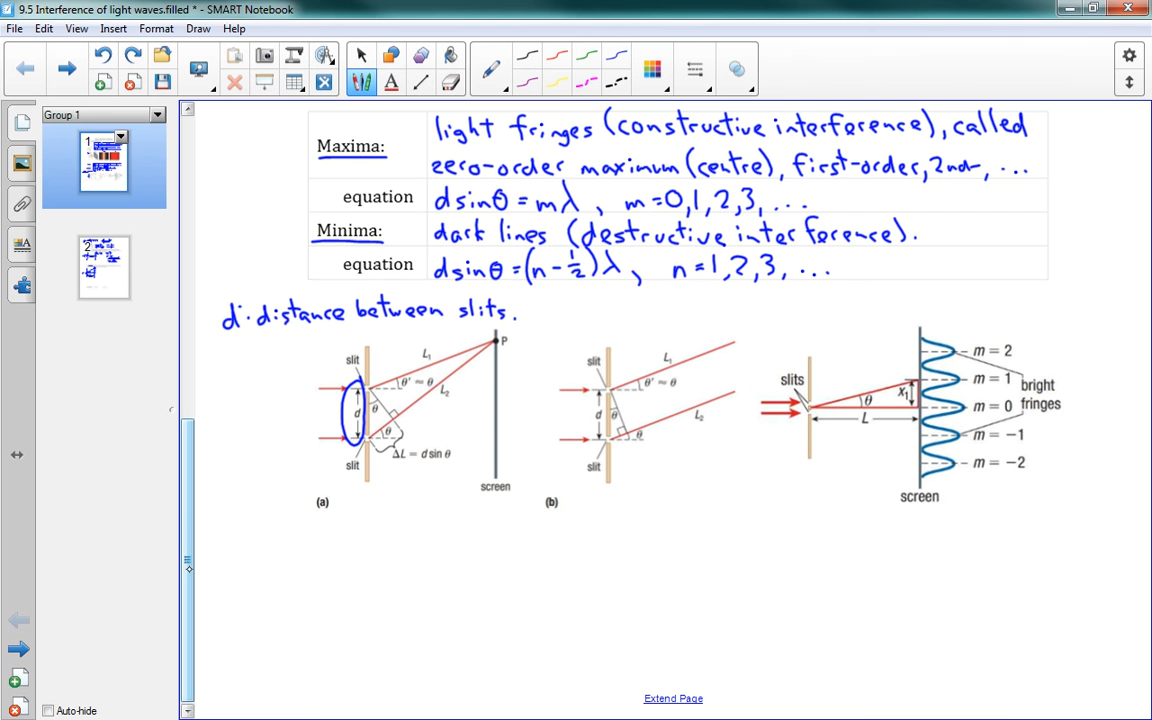 9.5 Interference of light waves.filled * - SMART Notebook
File Edit View Insert Format Draw Help
Group 1
1
2
Maxima:
light fringes (constructive interference), called
zero-order maximum (centre), first-order, 2nd-, ...
equation
dsinθ = mλ , m=0,1,2,3, ...
Minima:
dark lines (destructive interference).
equation
dsinθ = (n - 1/2)λ , n=1,2,3, ...
d: distance between slits.
slit
L₁
P
θ' ≈ θ
L₂
d
θ
θ
ΔL = d sin θ
slit
screen
(a)
slit
L₁
θ' ≈ θ
d
θ
L₂
θ
slit
(b)
slits
θ
x₁
L
m = 2
m = 1
m = 0
m = −1
m = −2
bright
fringes
screen
Extend Page
Auto-hide